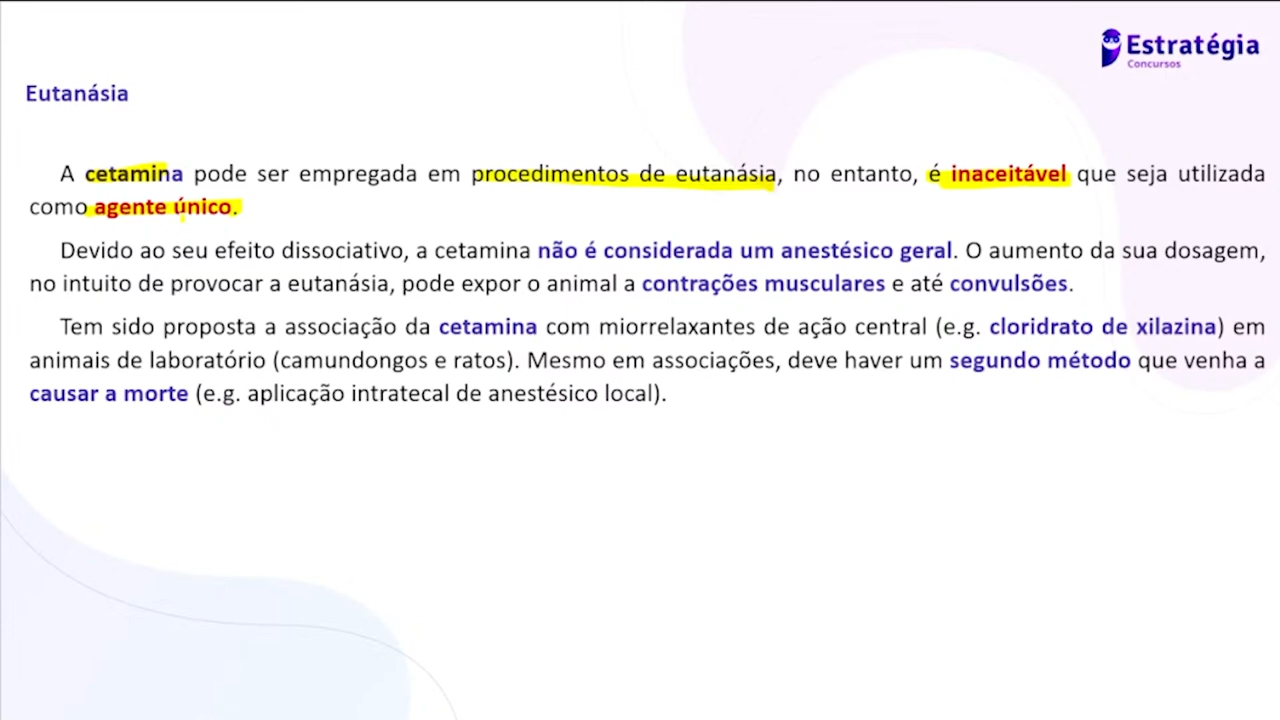 Estratégia
Concursos
Eutanásia
A cetamina pode ser empregada em procedimentos de eutanásia, no entanto, é inaceitável que seja utilizada
como agente único.
Devido ao seu efeito dissociativo, a cetamina não é considerada um anestésico geral. O aumento da sua dosagem,
no intuito de provocar a eutanásia, pode expor o animal a contrações musculares e até convulsões.
Tem sido proposta a associação da cetamina com miorrelaxantes de ação central (e.g. cloridrato de xilazina) em
animais de laboratório (camundongos e ratos). Mesmo em associações, deve haver um segundo método que venha a
causar a morte (e.g. aplicação intratecal de anestésico local).